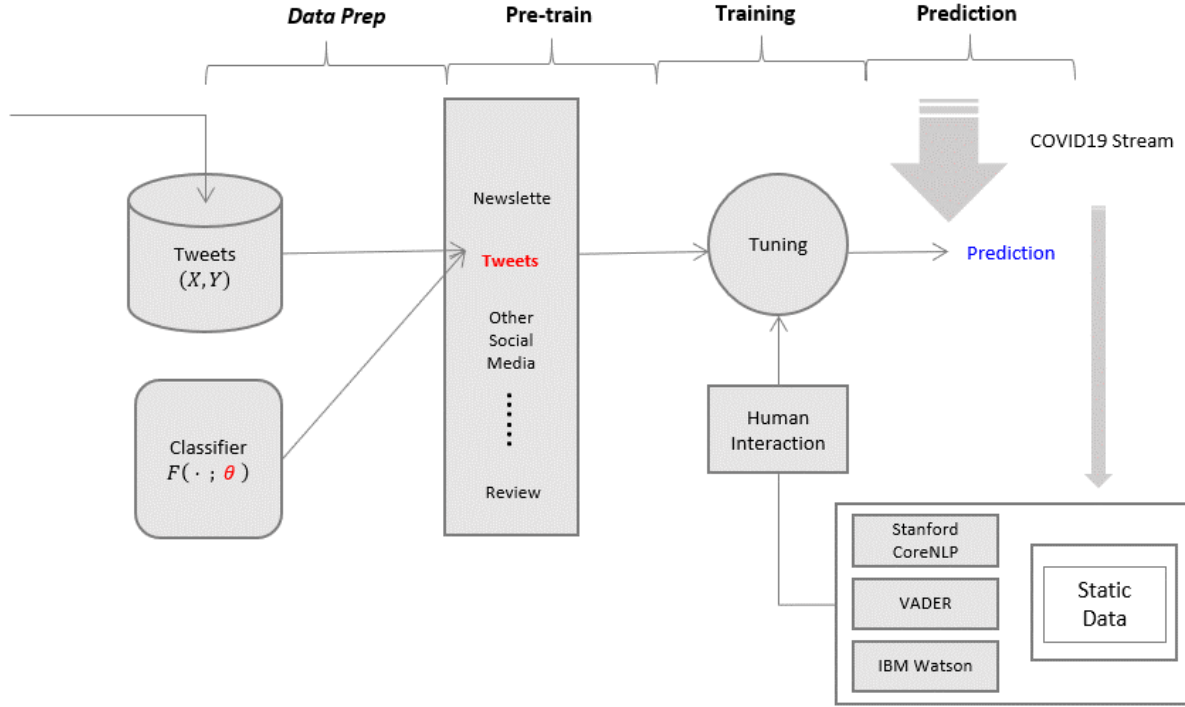 Data Prep
Pre-train
Training
Prediction
COVID19 Stream
Tweets
(X, Y)
Newslette
Tweets
Other
Social
Media
Review
Tuning
Prediction
Classifier
F( · ; θ )
Human
Interaction
Stanford
CoreNLP
VADER
IBM Watson
Static
Data